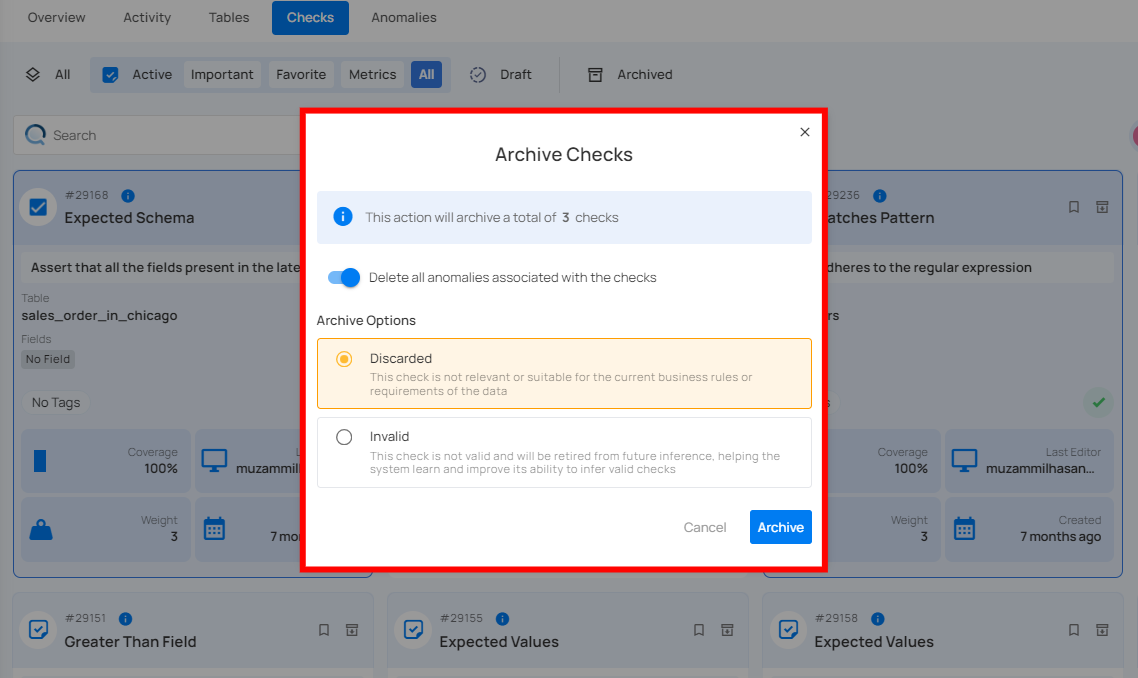 Overview Activity Tables Checks Anomalies
All Active Important Favorite Metrics All Draft Archived
Search
Archive Checks
This action will archive a total of 3 checks
Delete all anomalies associated with the checks
Archive Options
Discarded
This check is not relevant or suitable for the current business rules or
requirements of the data
Invalid
This check is not valid and will be retired from future inference, helping the
system learn and improve its ability to infer valid checks
Cancel Archive
#29168
Expected Schema
Assert that all the fields present in the late
Table
sales_order_in_chicago
Fields
No Field
No Tags
Coverage
100%
muzammil
Weight
3
7 mo
29236
atches Pattern
dheres to the regular expression
rs
s
Coverage
100%
Last Editor
muzammilhasan...
Weight
3
Created
7 months ago
#29151
Greater Than Field
#29155
Expected Values
#29158
Expected Values